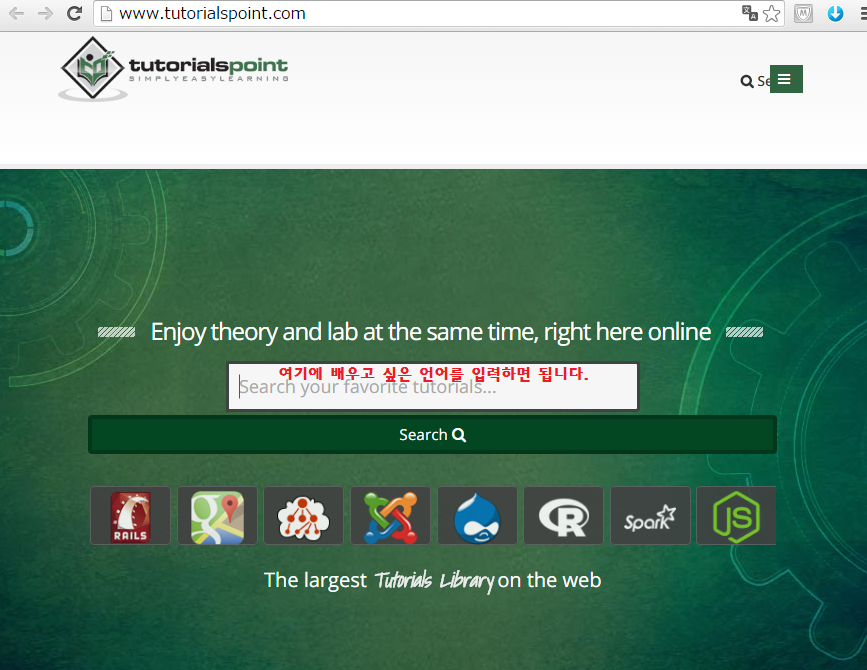 www.tutorialspoint.com
tutorialspoint
SIMPLYEASYLEARNING
Se
Enjoy theory and lab at the same time, right here online
여기에 배우고 싶은 언어를 입력하면 됩니다.
Search your favorite tutorials...
Search
RAILS
R
Spark
JS
The largest Tutorials Library on the web